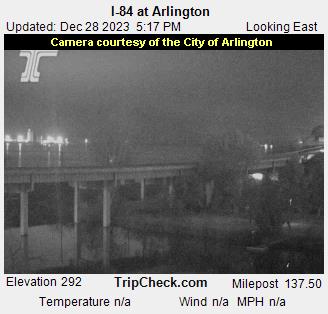 I-84 at Arlington
Updated: Dec 28 2023 5:17 PM Looking East
Camera courtesy of the City of Arlington
Elevation 292 TripCheck.com Milepost 137.50
Temperature n/a Wind n/a MPH n/a